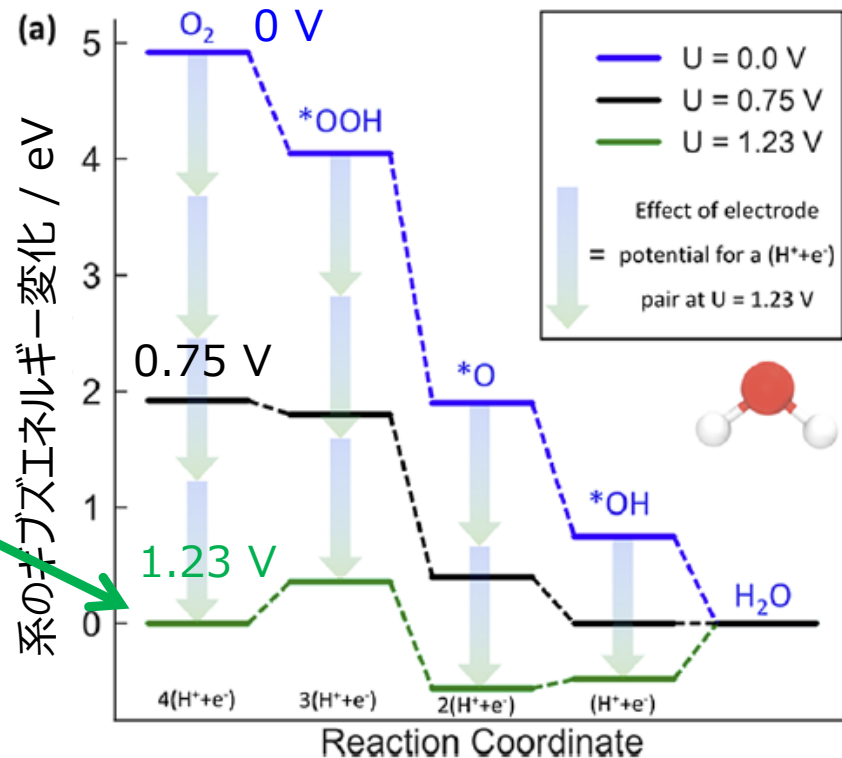 (a)
O₂ 0 V
*OOH
*O
*OH
H₂O
0.75 V
1.23 V
U = 0.0 V
U = 0.75 V
U = 1.23 V
Effect of electrode
= potential for a (H⁺+e⁻)
pair at U = 1.23 V
系のギブズエネルギー変化 / eV
5
4
3
2
1
0
4(H⁺+e⁻) 3(H⁺+e⁻) 2(H⁺+e⁻) (H⁺+e⁻)
Reaction Coordinate